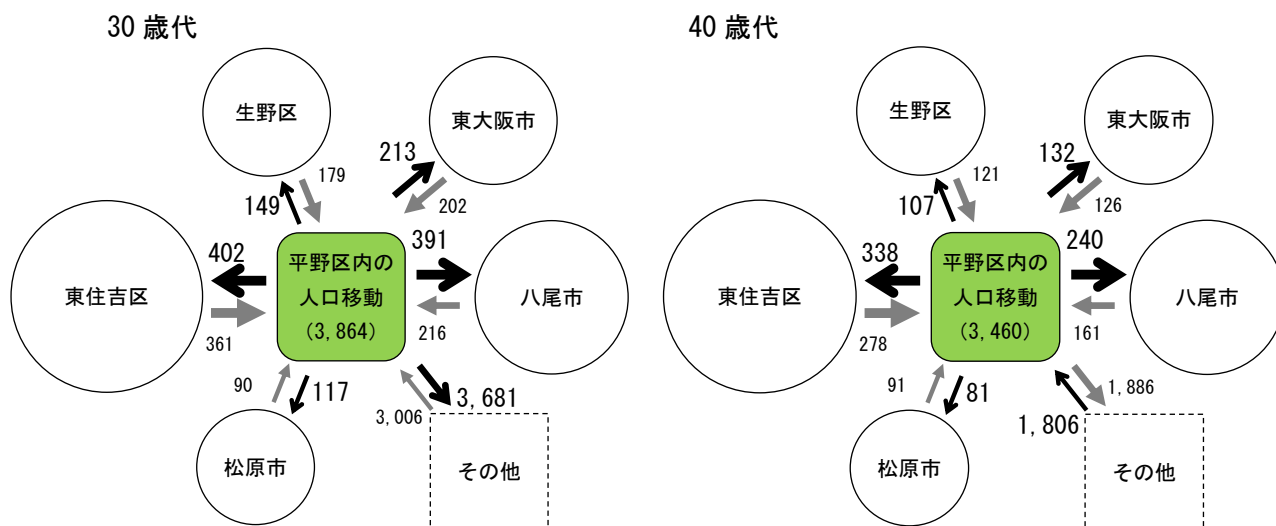 30 歳代
生野区
東大阪市
213
179
202
149
402
391
平野区内の
人口移動
(3,864)
東住吉区
八尾市
361
216
90
117
3,681
3,006
松原市
その他
40 歳代
生野区
東大阪市
132
121
126
107
338
240
平野区内の
人口移動
(3,460)
東住吉区
八尾市
278
161
91
81
1,886
1,806
松原市
その他